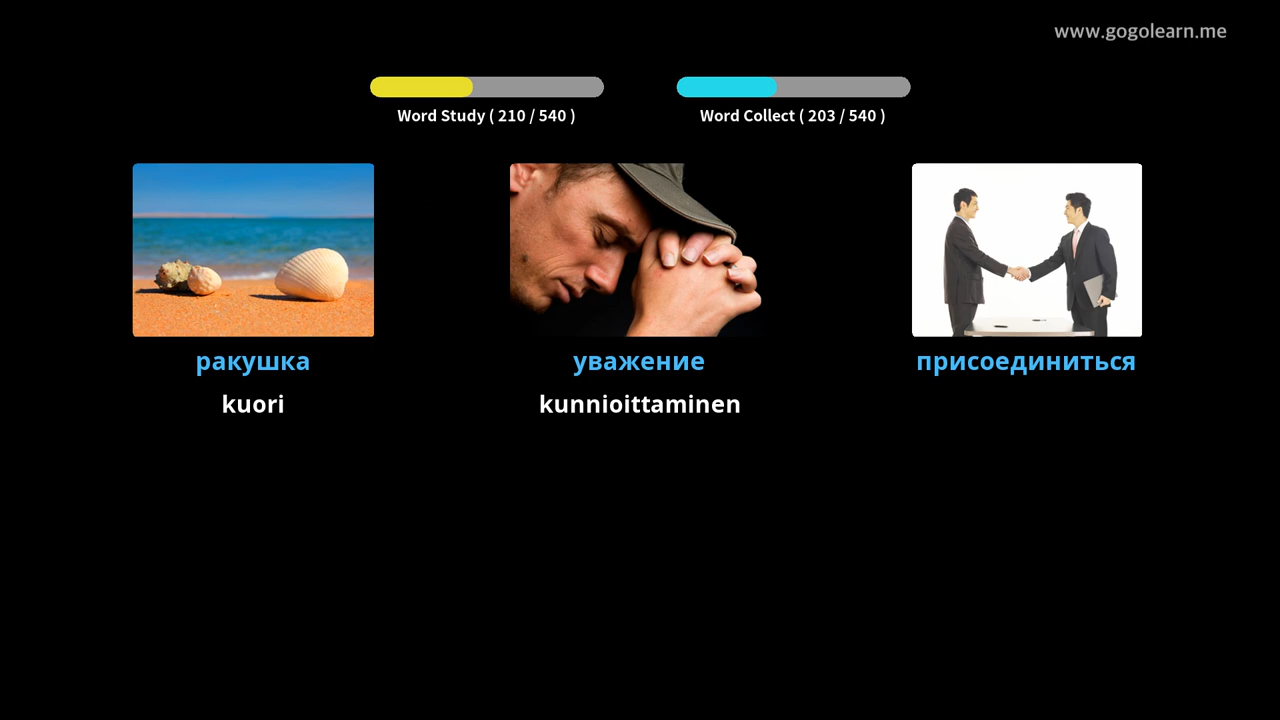 www.gogolearn.me
Word Study ( 210 / 540 )
Word Collect ( 203 / 540 )
ракушка
уважение
присоединиться
kuori
kunnioittaminen